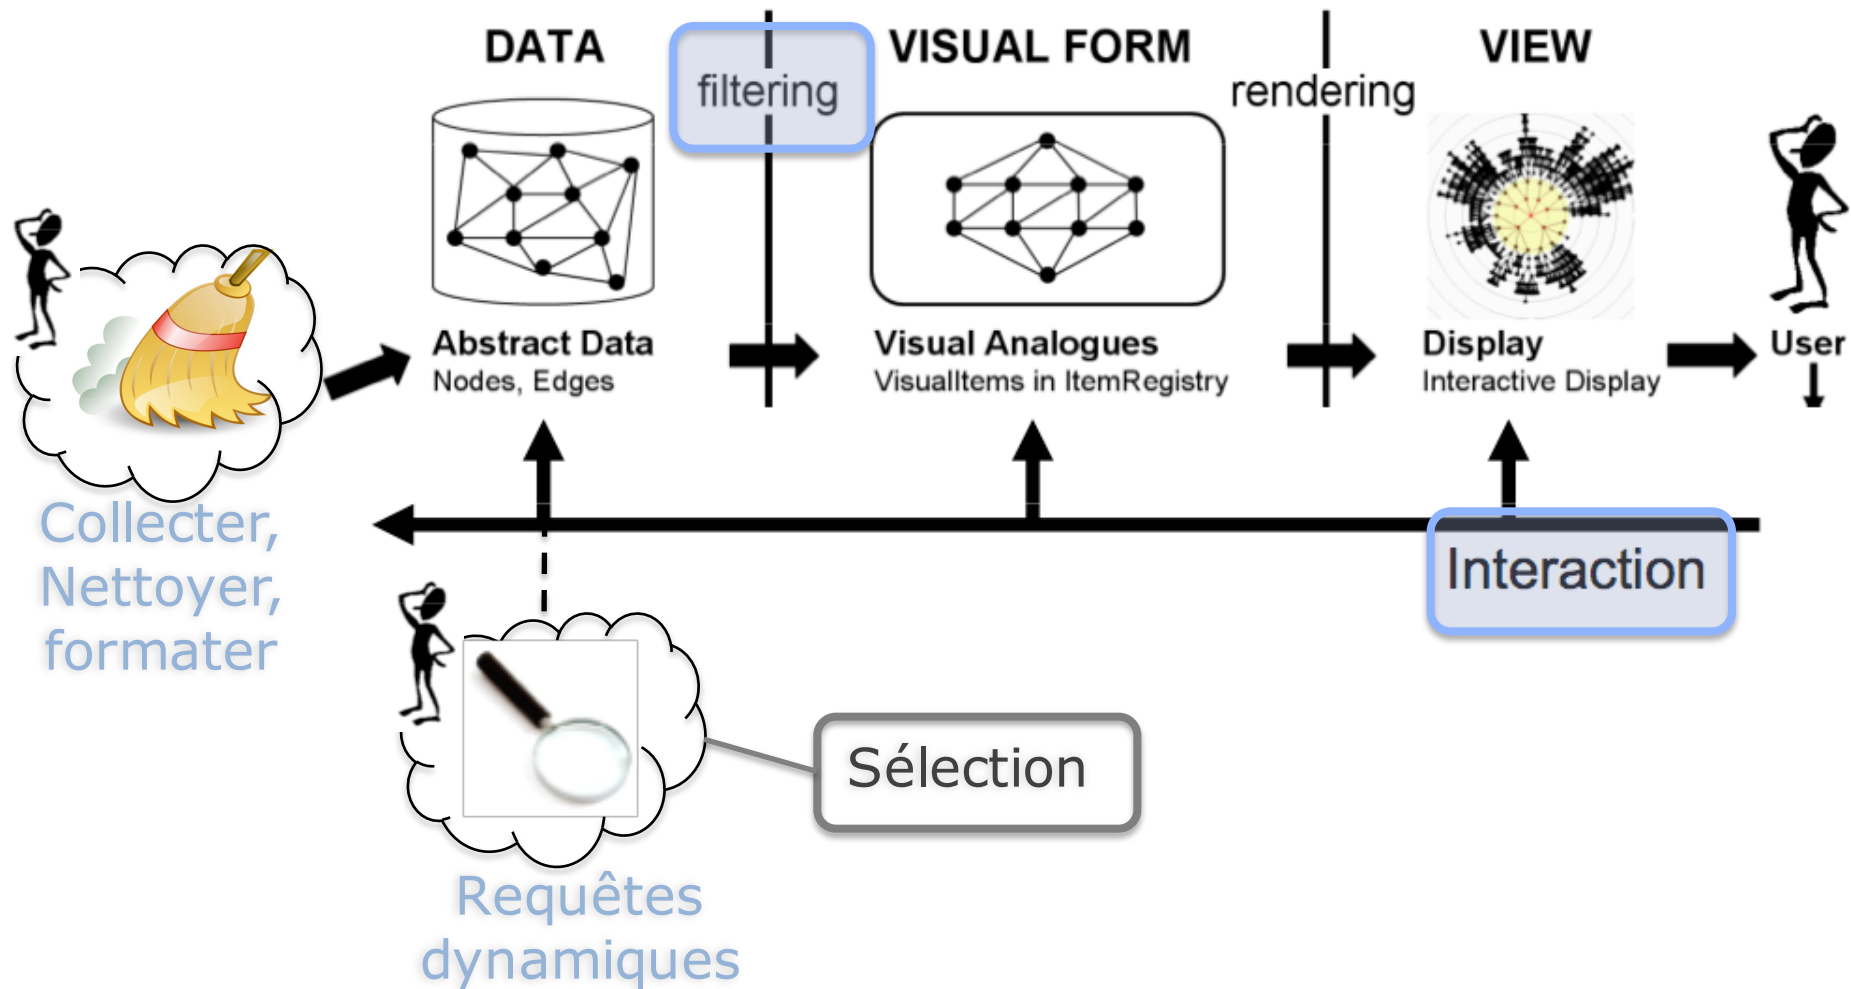 DATA
filtering
VISUAL FORM
rendering
VIEW
Abstract Data
Nodes, Edges
Visual Analogues
VisualItems in ItemRegistry
Display
Interactive Display
User
Collecter,
Nettoyer,
formater
Interaction
Sélection
Requêtes
dynamiques